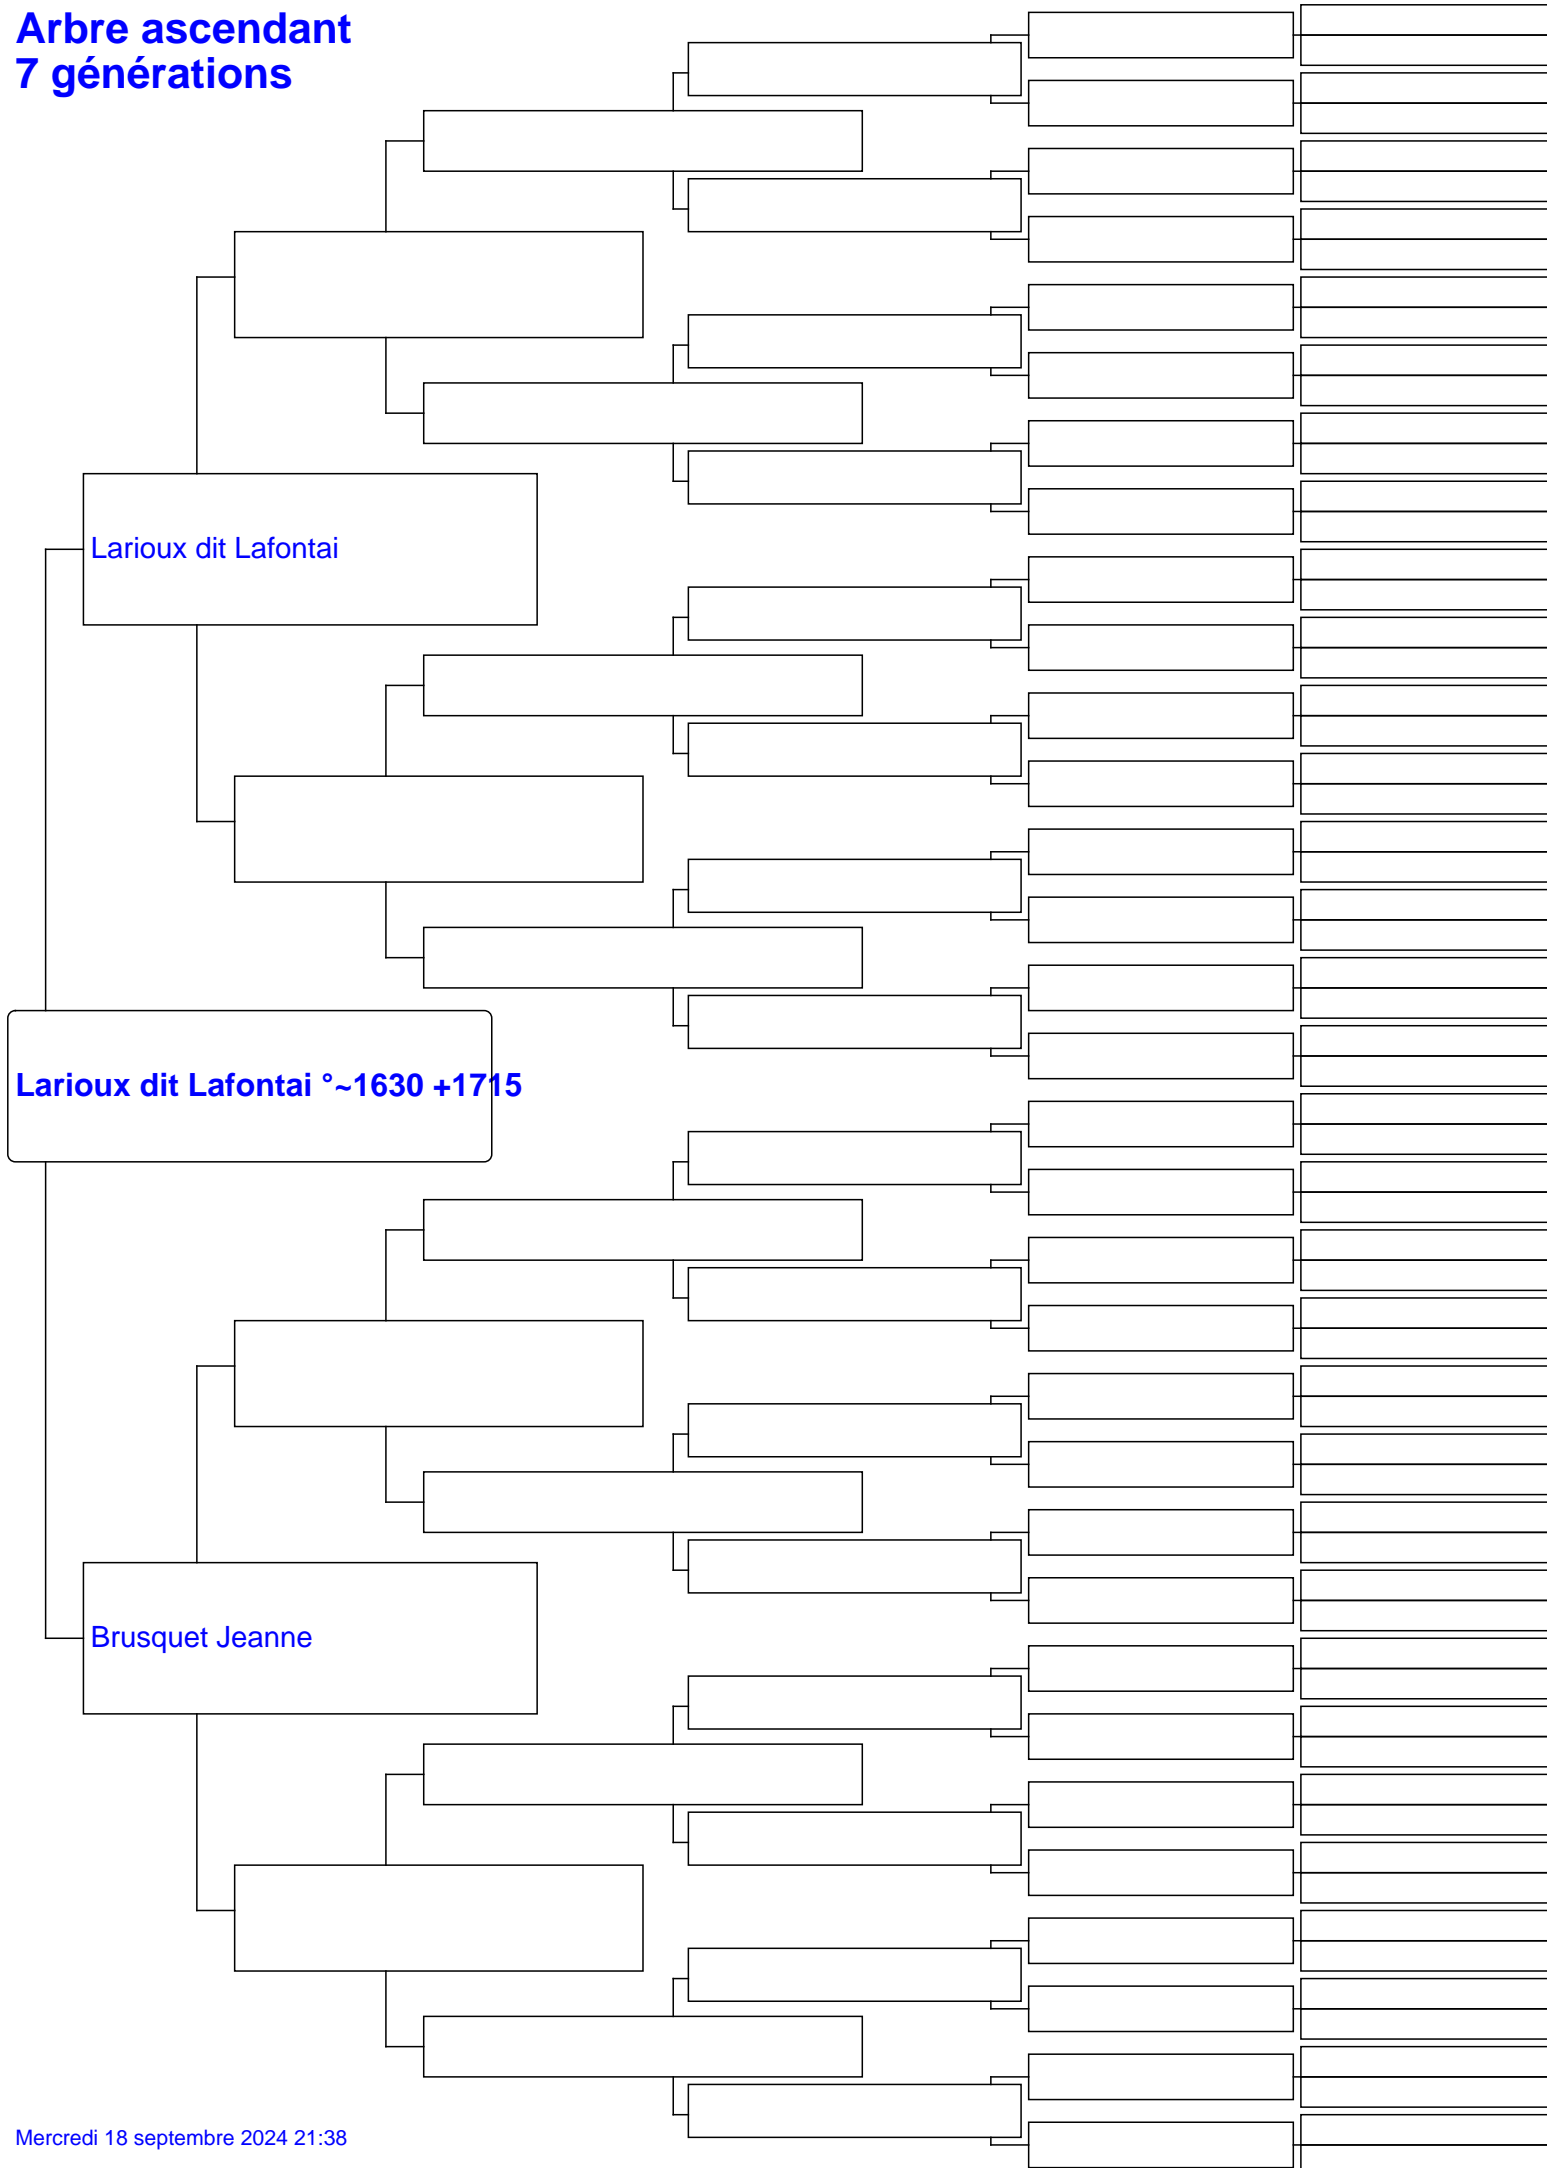 Arbre ascendant
7 générations
Larioux dit Lafontai
Larioux dit Lafontai °~1630 +1715
Brusquet Jeanne
Mercredi 18 septembre 2024 21:38